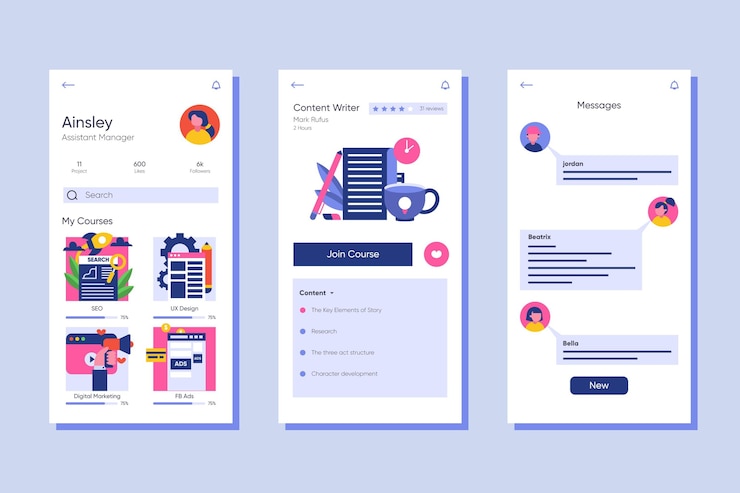 Ainsley
Assistant Manager
11
Project
600
Likes
6k
Followers
Search
My Courses
SEARCH
SEO
75%
UX Design
75%
Digital Marketing
75%
ADS
ADS
$
FB Ads
75%
Content Writer
31 reviews
Mark Rufus
2 Hours
Join Course
Content
The Key Elements of Story
Research
The three act structure
Character development
Messages
jordan
Beatrix
Bella
New